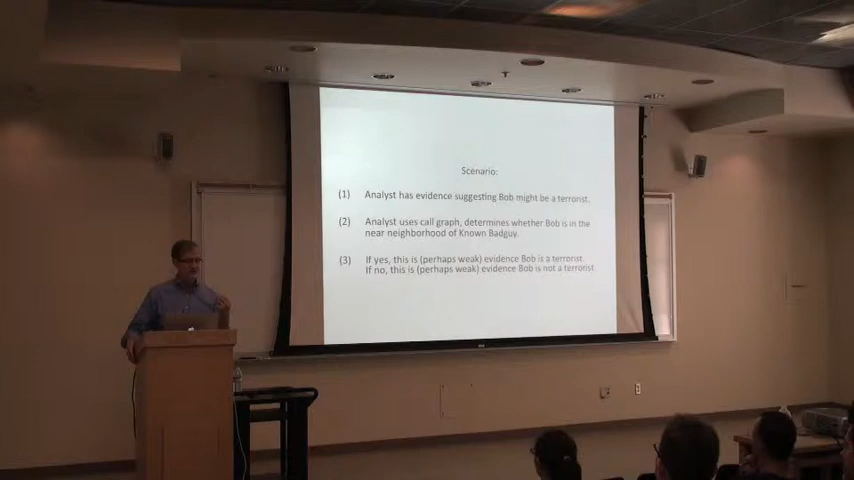 Scenario:
(1) Analyst has evidence suggesting Bob might be a terrorist.
(2) Analyst uses call graph, determines whether Bob is in the
near neighborhood of Known Badguy.
(3) If yes, this is (perhaps weak) evidence Bob is a terrorist.
If no, this is (perhaps weak) evidence Bob is not a terrorist